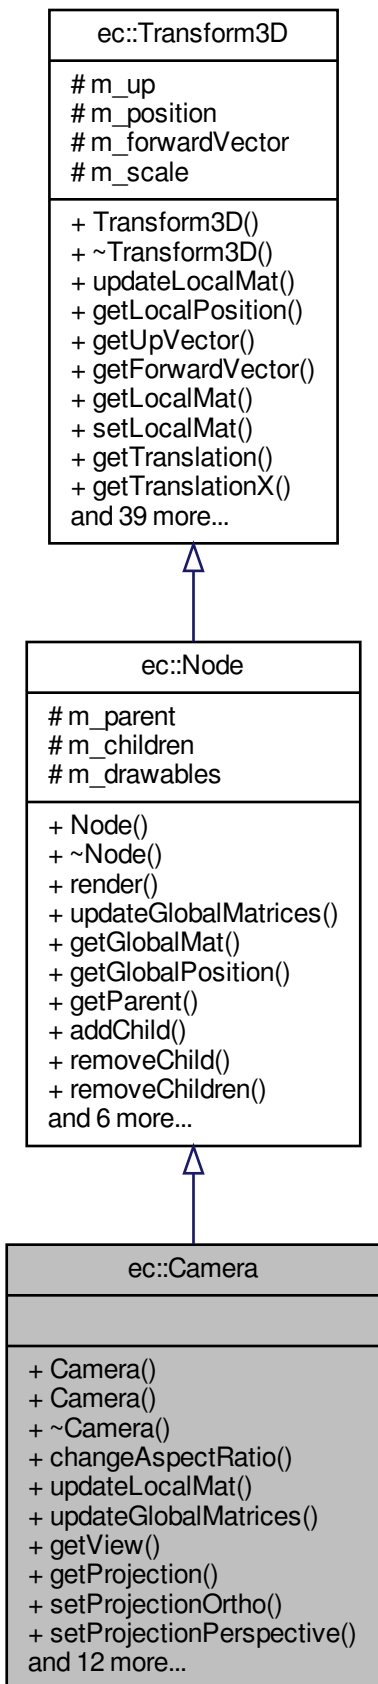 ec::Transform3D
# m_up
# m_position
# m_forwardVector
# m_scale
+ Transform3D()
+ ~Transform3D()
+ updateLocalMat()
+ getLocalPosition()
+ getUpVector()
+ getForwardVector()
+ getLocalMat()
+ setLocalMat()
+ getTranslation()
+ getTranslationX()
and 39 more...
ec::Node
# m_parent
# m_children
# m_drawables
+ Node()
+ ~Node()
+ render()
+ updateGlobalMatrices()
+ getGlobalMat()
+ getGlobalPosition()
+ getParent()
+ addChild()
+ removeChild()
+ removeChildren()
and 6 more...
ec::Camera
+ Camera()
+ Camera()
+ ~Camera()
+ changeAspectRatio()
+ updateLocalMat()
+ updateGlobalMatrices()
+ getView()
+ getProjection()
+ setProjectionOrtho()
+ setProjectionPerspective()
and 12 more...